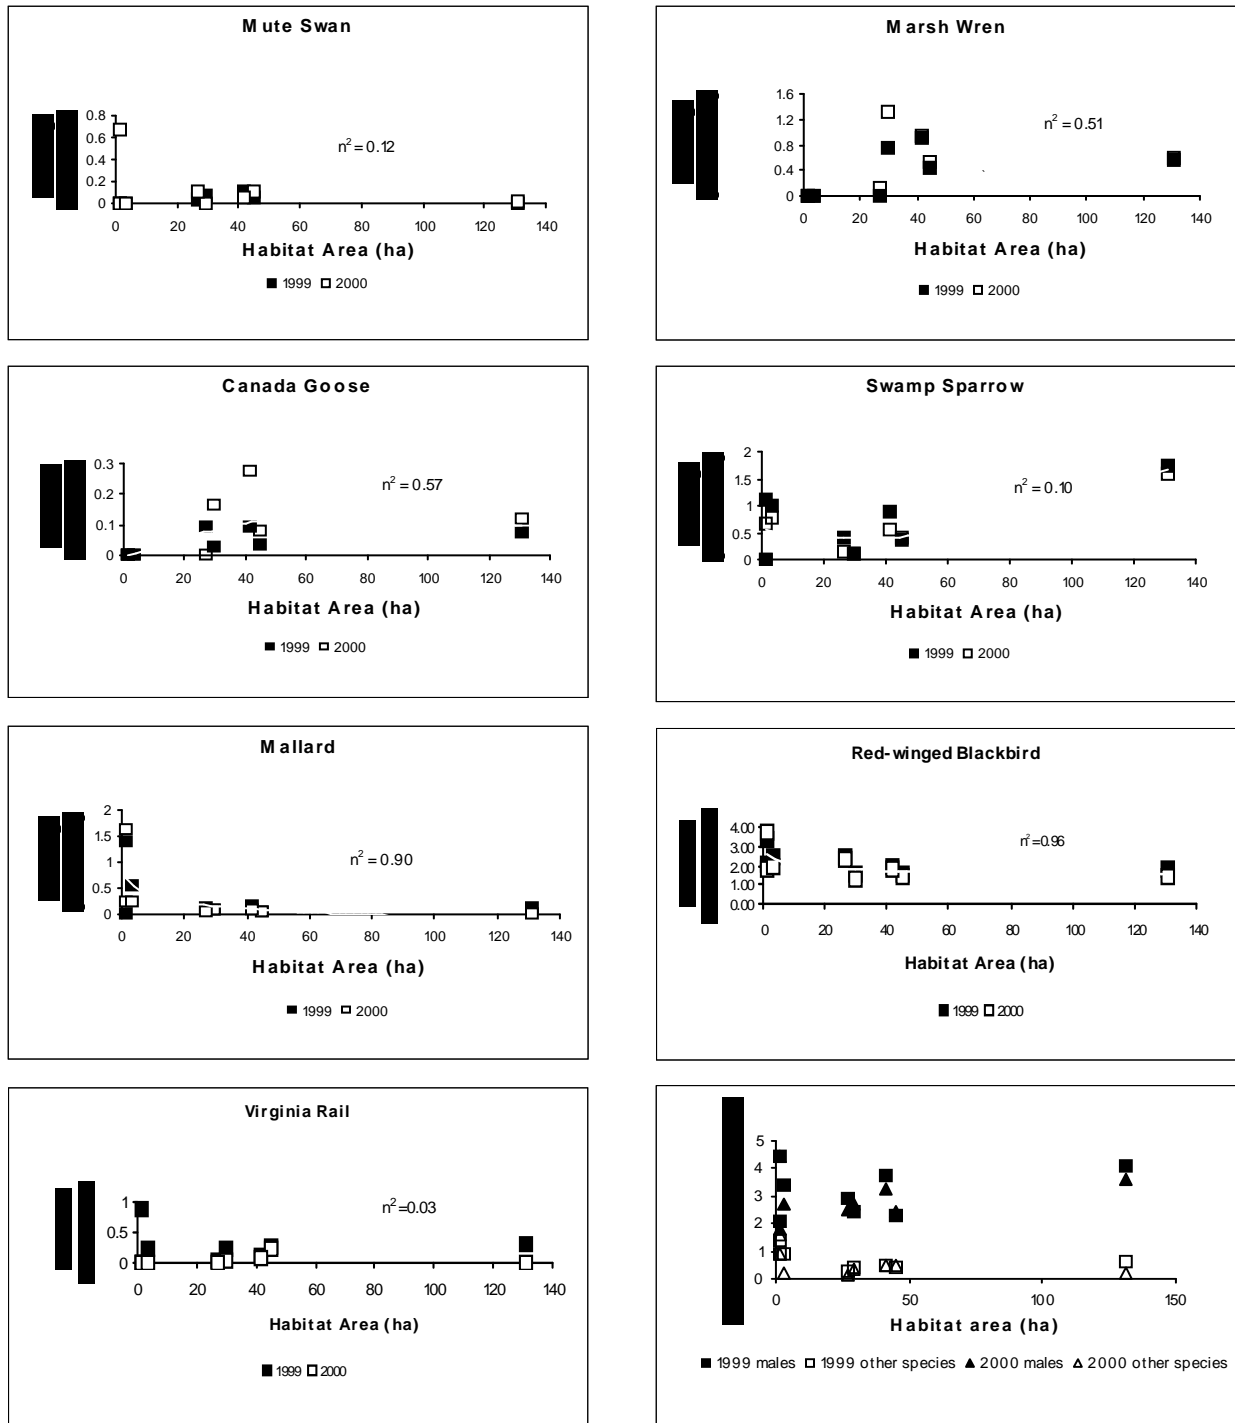 Mute Swan
0.8
0.6
0.4
0.2
0
n² = 0.12
0 20 40 60 80 100 120 140
Habitat Area (ha)
1999 2000
Marsh Wren
1.6
1.2
0.8
0.4
0
n² = 0.51
0 20 40 60 80 100 120 140
Habitat Area (ha)
1999 2000
Canada Goose
0.3
0.2
0.1
0
n² = 0.57
0 20 40 60 80 100 120 140
Habitat Area (ha)
1999 2000
Swamp Sparrow
2
1.5
1
0.5
0
n² = 0.10
0 20 40 60 80 100 120 140
Habitat Area (ha)
1999 2000
Mallard
2
1.5
1
0.5
0
n² = 0.90
0 20 40 60 80 100 120 140
Habitat Area (ha)
1999 2000
Red-winged Blackbird
4.00
3.00
2.00
1.00
0.00
n²=0.96
0 20 40 60 80 100 120 140
Habitat Area (ha)
1999 2000
Virginia Rail
1
0.5
0
n²=0.03
0 20 40 60 80 100 120 140
Habitat Area (ha)
1999 2000
5
4
3
2
1
0
0 50 100 150
Habitat area (ha)
1999 males 1999 other species 2000 males 2000 other species